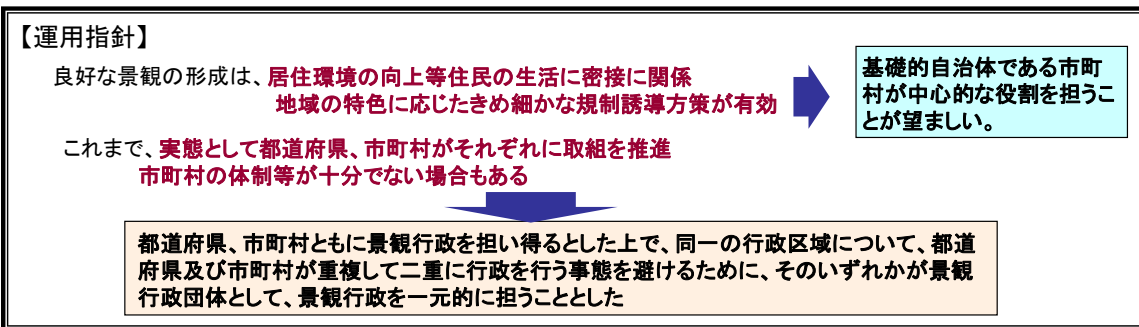 【運用指針】
良好な景観の形成は、居住環境の向上等住民の生活に密接に関係
地域の特色に応じたきめ細かな規制誘導方策が有効
基礎的自治体である市町
村が中心的な役割を担うこ
とが望ましい。
これまで、実態として都道府県、市町村がそれぞれに取組を推進
市町村の体制等が十分でない場合もある
都道府県、市町村ともに景観行政を担い得るとした上で、同一の行政区域について、都道
府県及び市町村が重複して二重に行政を行う事態を避けるために、そのいずれかが景観
行政団体として、景観行政を一元的に担うこととした